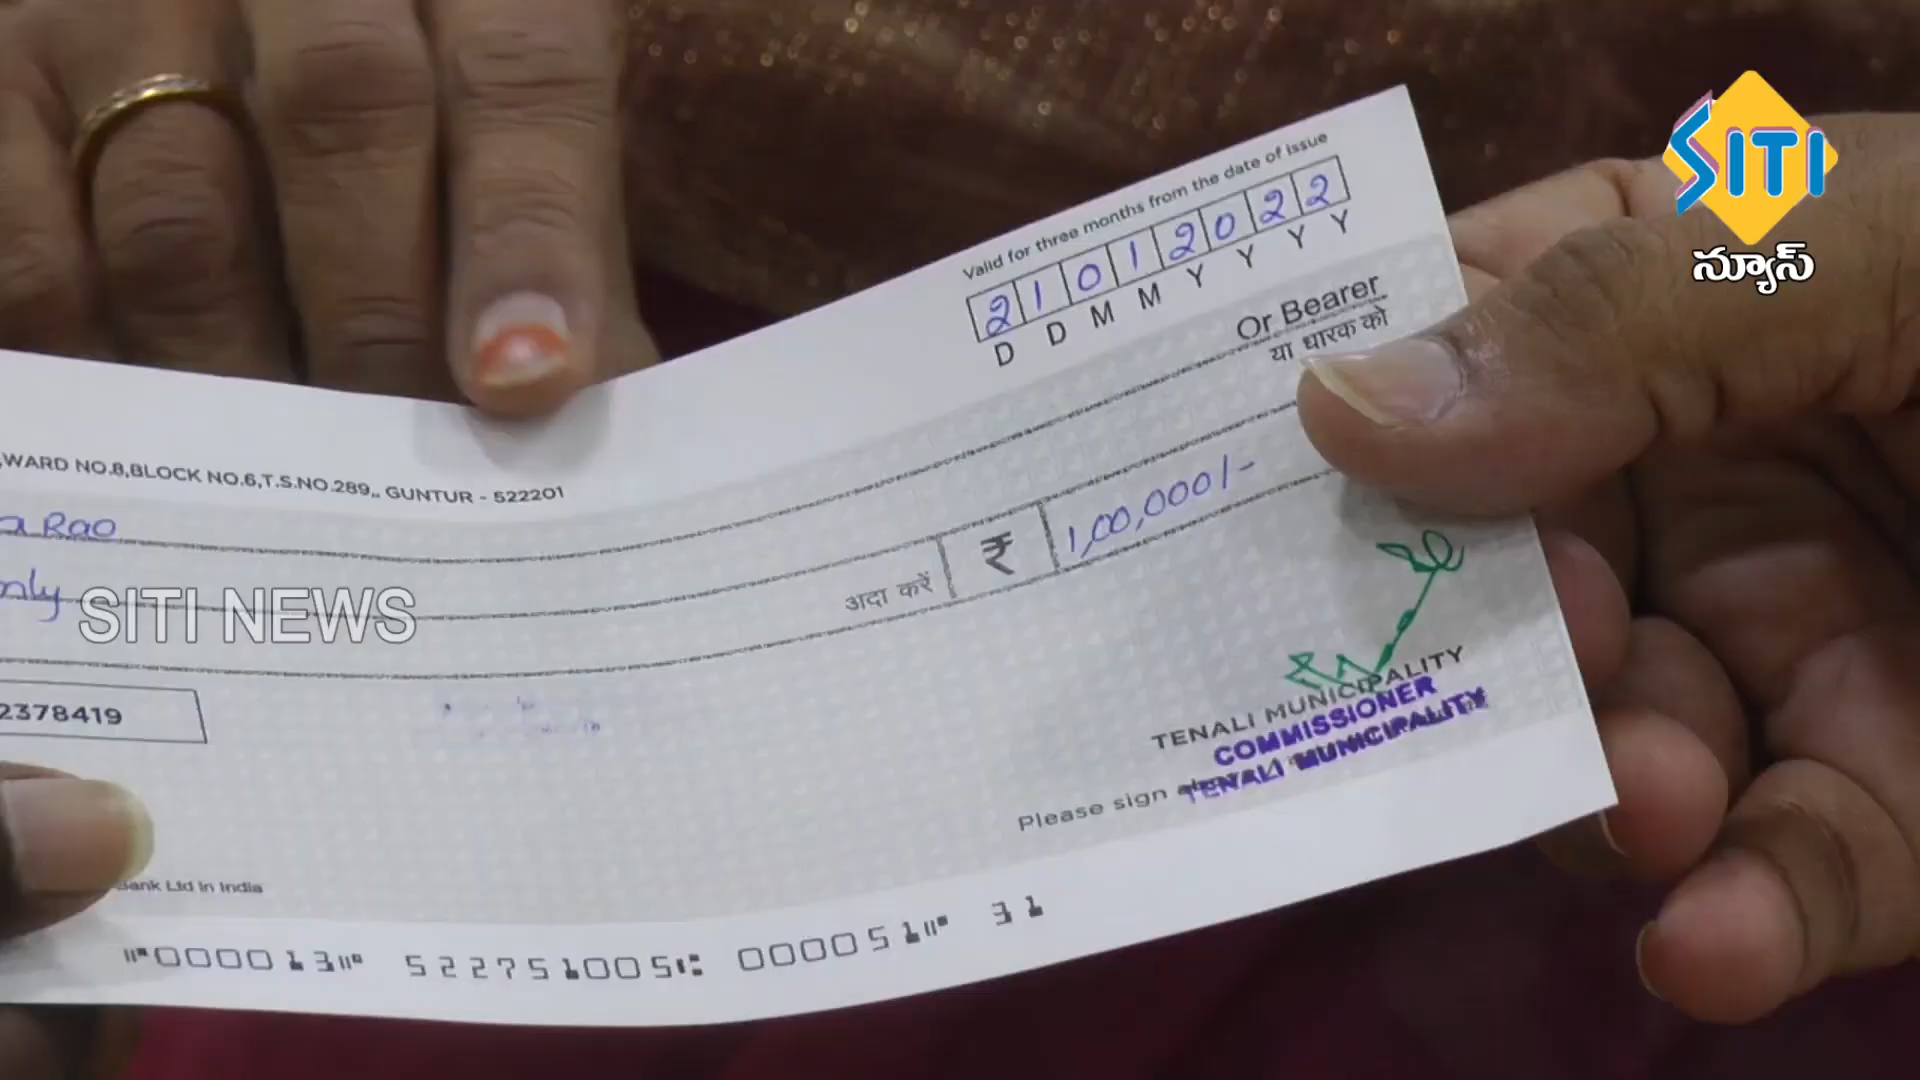 SITI
న్యూస్
Valid for three months from the date of issue
21012022
D D M M Y Y Y Y
Or Bearer
या धारक को
WARD NO.8,BLOCK NO.6,T.S.NO.289,, GUNTUR - 522201
a Rao
only
SITI NEWS
अदा करें ₹ 1,00,000/-
2378419
TENALI MUNICIPALITY
COMMISSIONER
TENALI MUNICIPALITY
Please sign
Bank Ltd in India
⑈000013⑈ 522751005⑆ 000051⑈ 31